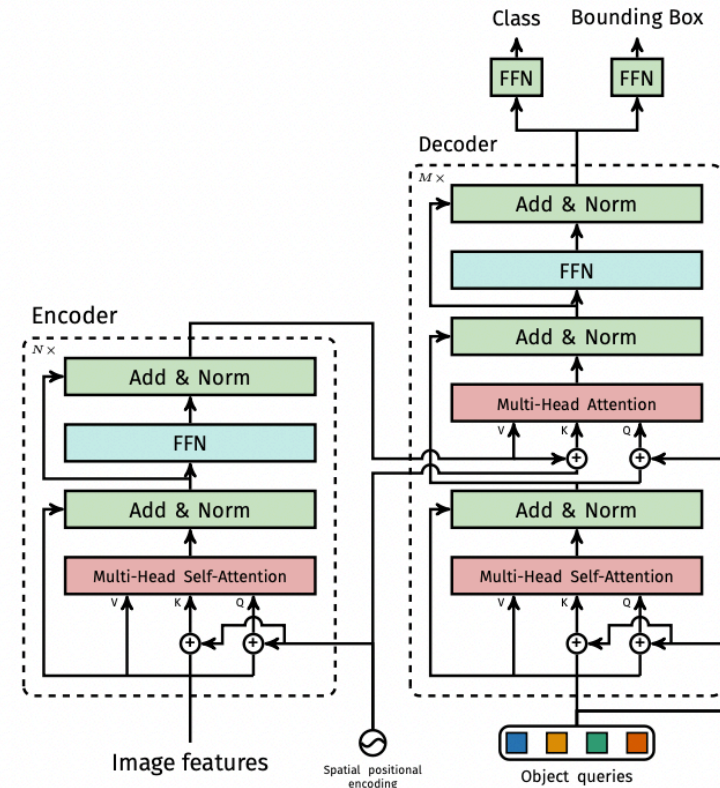 Class Bounding Box
FFN FFN
Decoder
M×
Add & Norm
FFN
Add & Norm
Multi-Head Attention
V K Q
Encoder
N×
Add & Norm
FFN
Add & Norm
Multi-Head Self-Attention
V K Q
Add & Norm
Multi-Head Self-Attention
V K Q
Image features
Spatial positional
encoding
Object queries